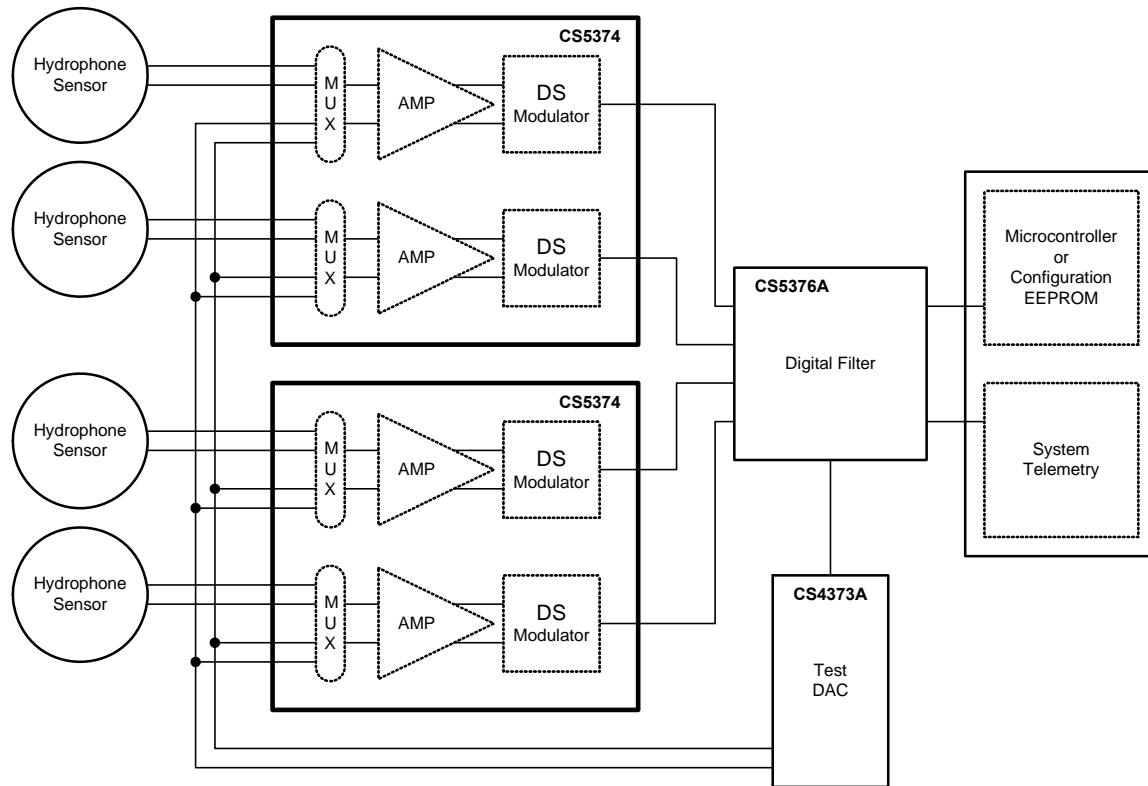 CS5374
Hydrophone
Sensor
M
U
X
AMP
DS
Modulator
Hydrophone
Sensor
M
U
X
AMP
DS
Modulator
CS5374
Hydrophone
Sensor
M
U
X
AMP
DS
Modulator
Hydrophone
Sensor
M
U
X
AMP
DS
Modulator
CS5376A
Digital Filter
Microcontroller
or
Configuration
EEPROM
System
Telemetry
CS4373A
Test
DAC